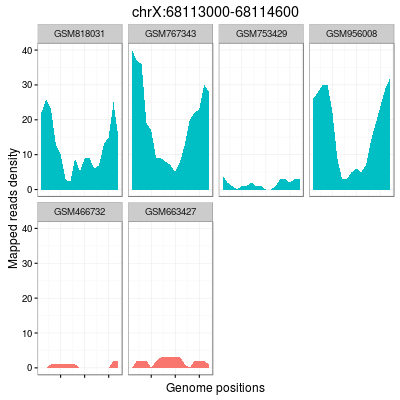 chrX:68113000-68114600
GSM818031 GSM767343 GSM753429 GSM956008
40
30
20
10
0
GSM466732 GSM663427
40
30
20
10
0
Mapped reads density
Genome positions